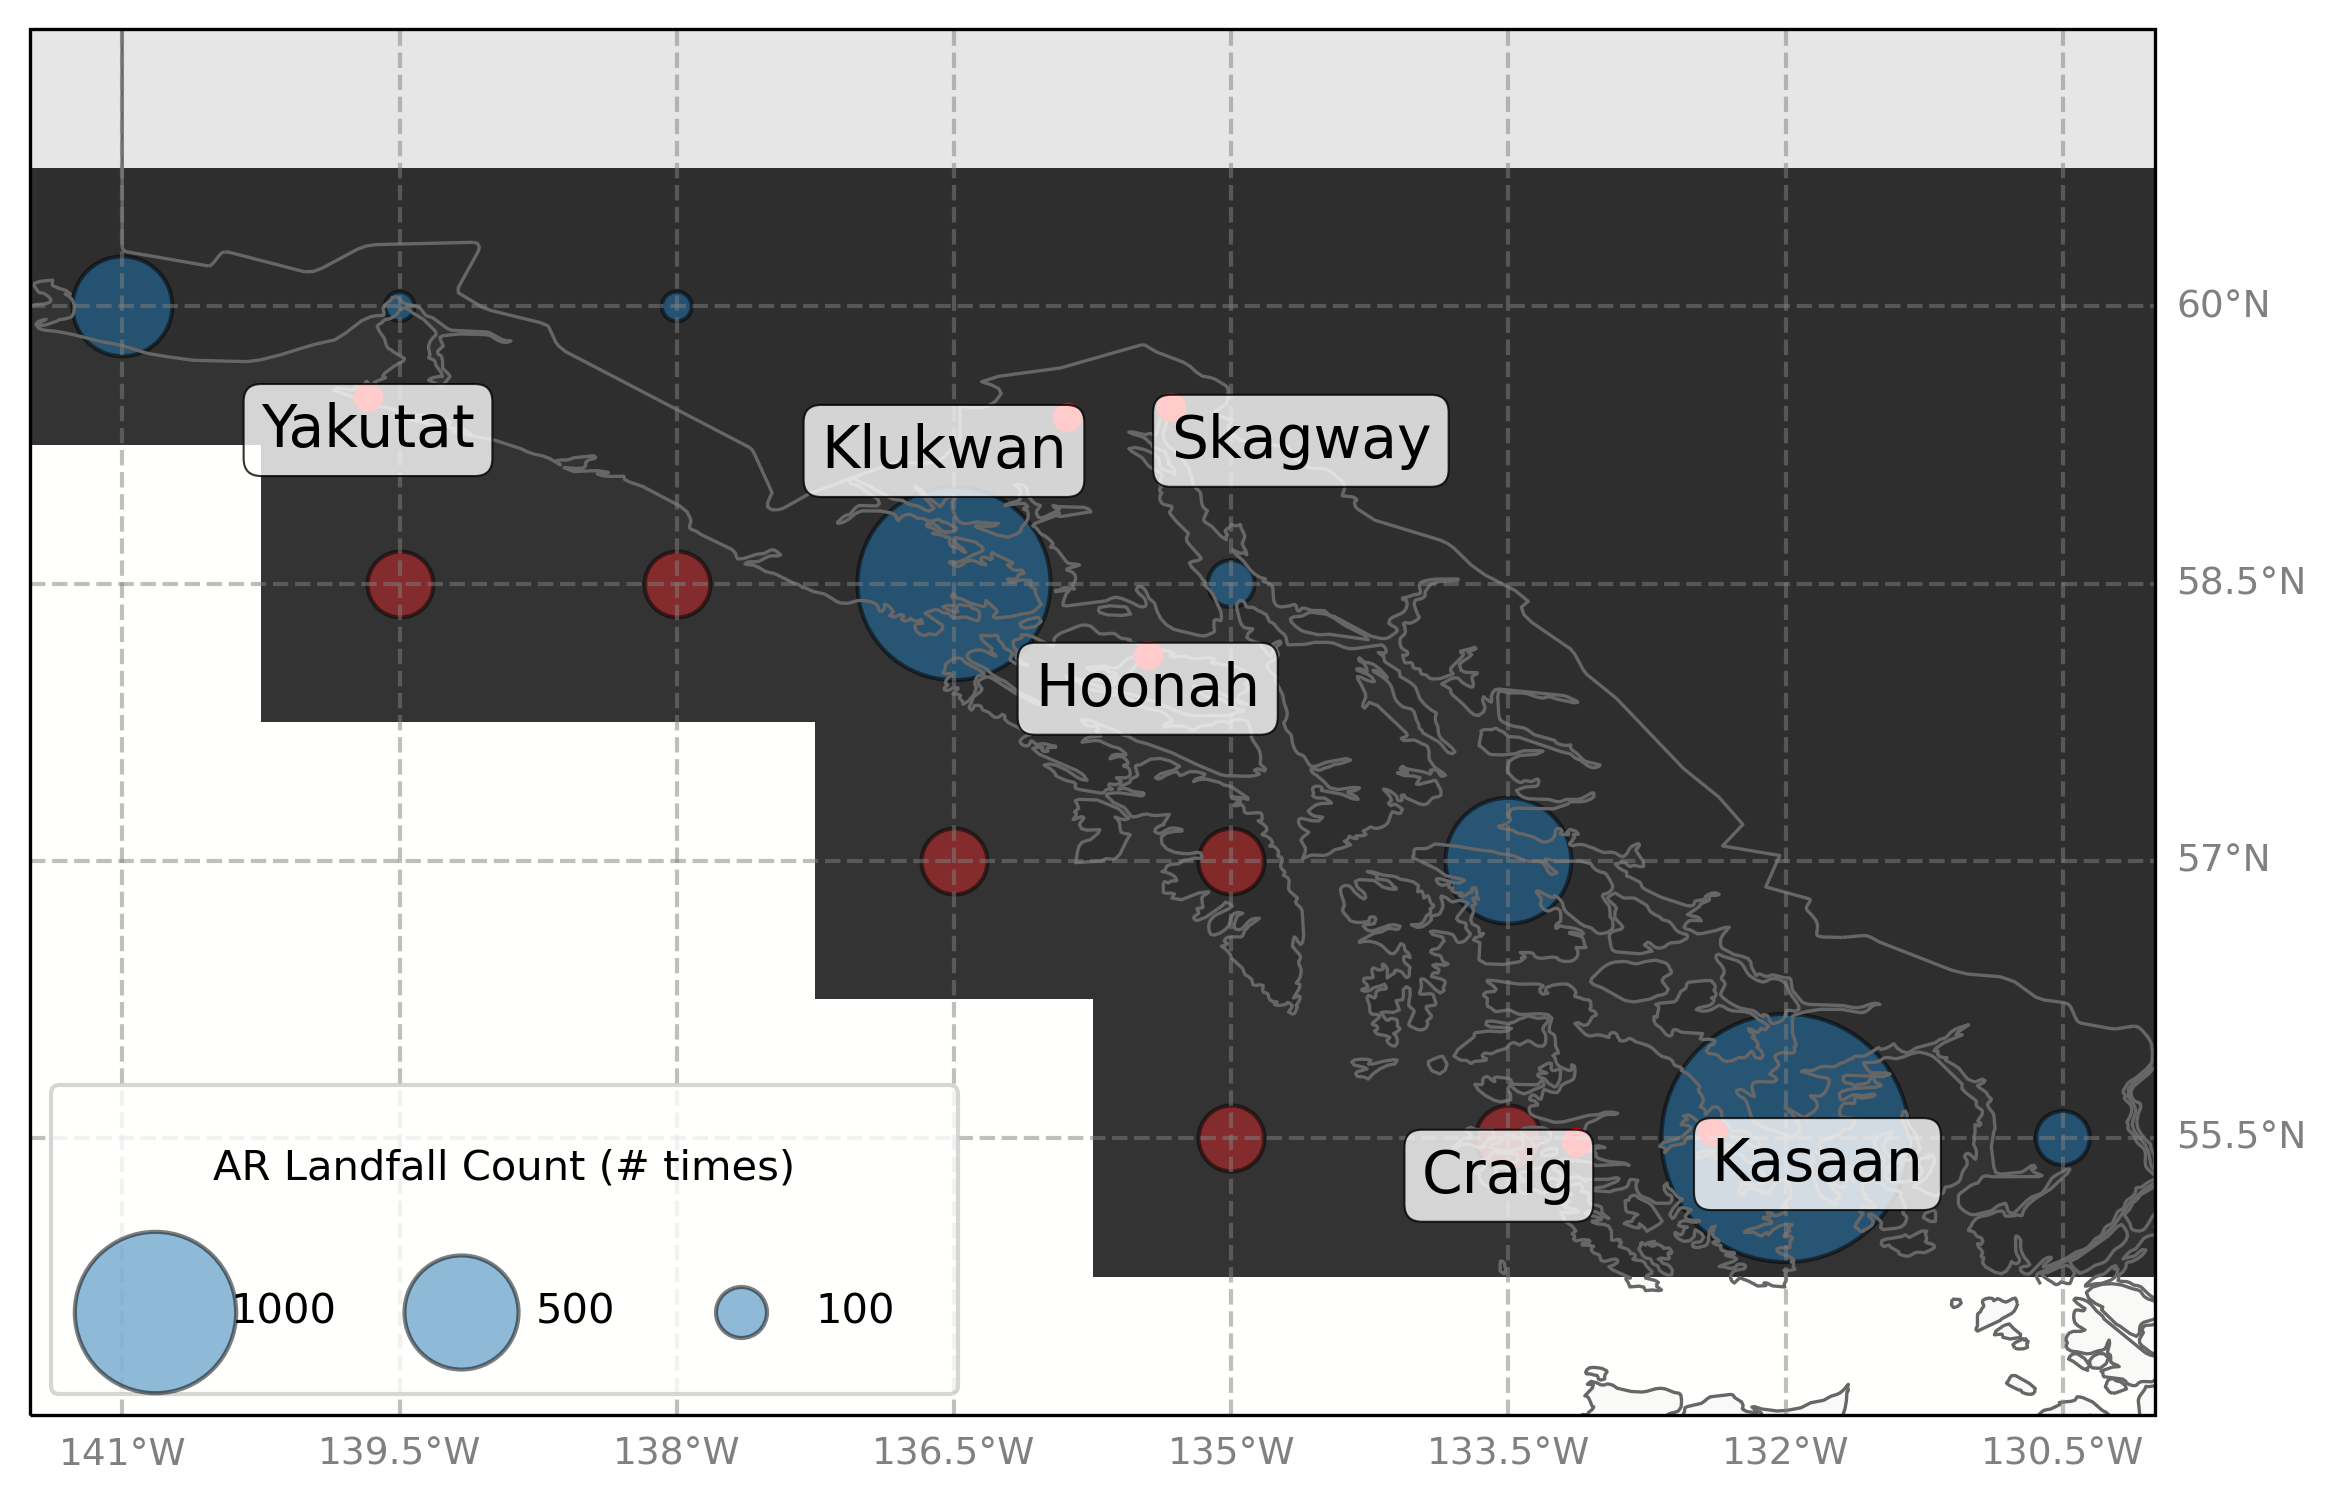 60°N
Yakutat
Klukwan
Skagway
58.5°N
Hoonah
57°N
55.5°N
Craig
Kasaan
AR Landfall Count (# times)
1000 500 100
141°W 139.5°W 138°W 136.5°W 135°W 133.5°W 132°W 130.5°W